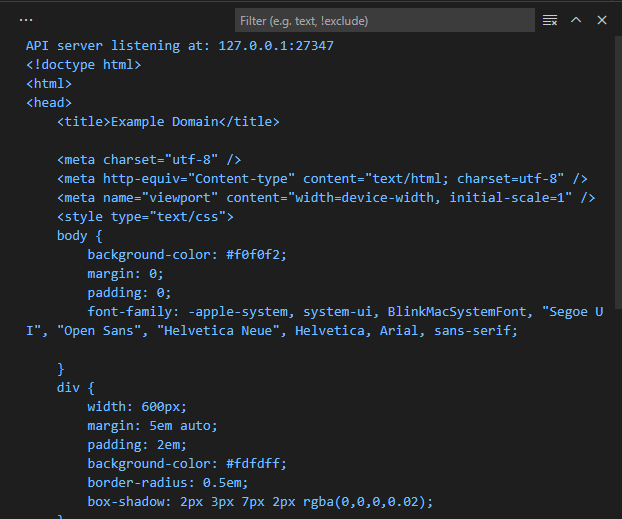 Filter (e.g. text, !exclude)
API server listening at: 127.0.0.1:27347
<!doctype html>
<html>
<head>
    <title>Example Domain</title>

    <meta charset="utf-8" />
    <meta http-equiv="Content-type" content="text/html; charset=utf-8" />
    <meta name="viewport" content="width=device-width, initial-scale=1" />
    <style type="text/css">
    body {
        background-color: #f0f0f2;
        margin: 0;
        padding: 0;
        font-family: -apple-system, system-ui, BlinkMacSystemFont, "Segoe U
I", "Open Sans", "Helvetica Neue", Helvetica, Arial, sans-serif;

    }
    div {
        width: 600px;
        margin: 5em auto;
        padding: 2em;
        background-color: #fdfdff;
        border-radius: 0.5em;
        box-shadow: 2px 3px 7px 2px rgba(0,0,0,0.02);
    }